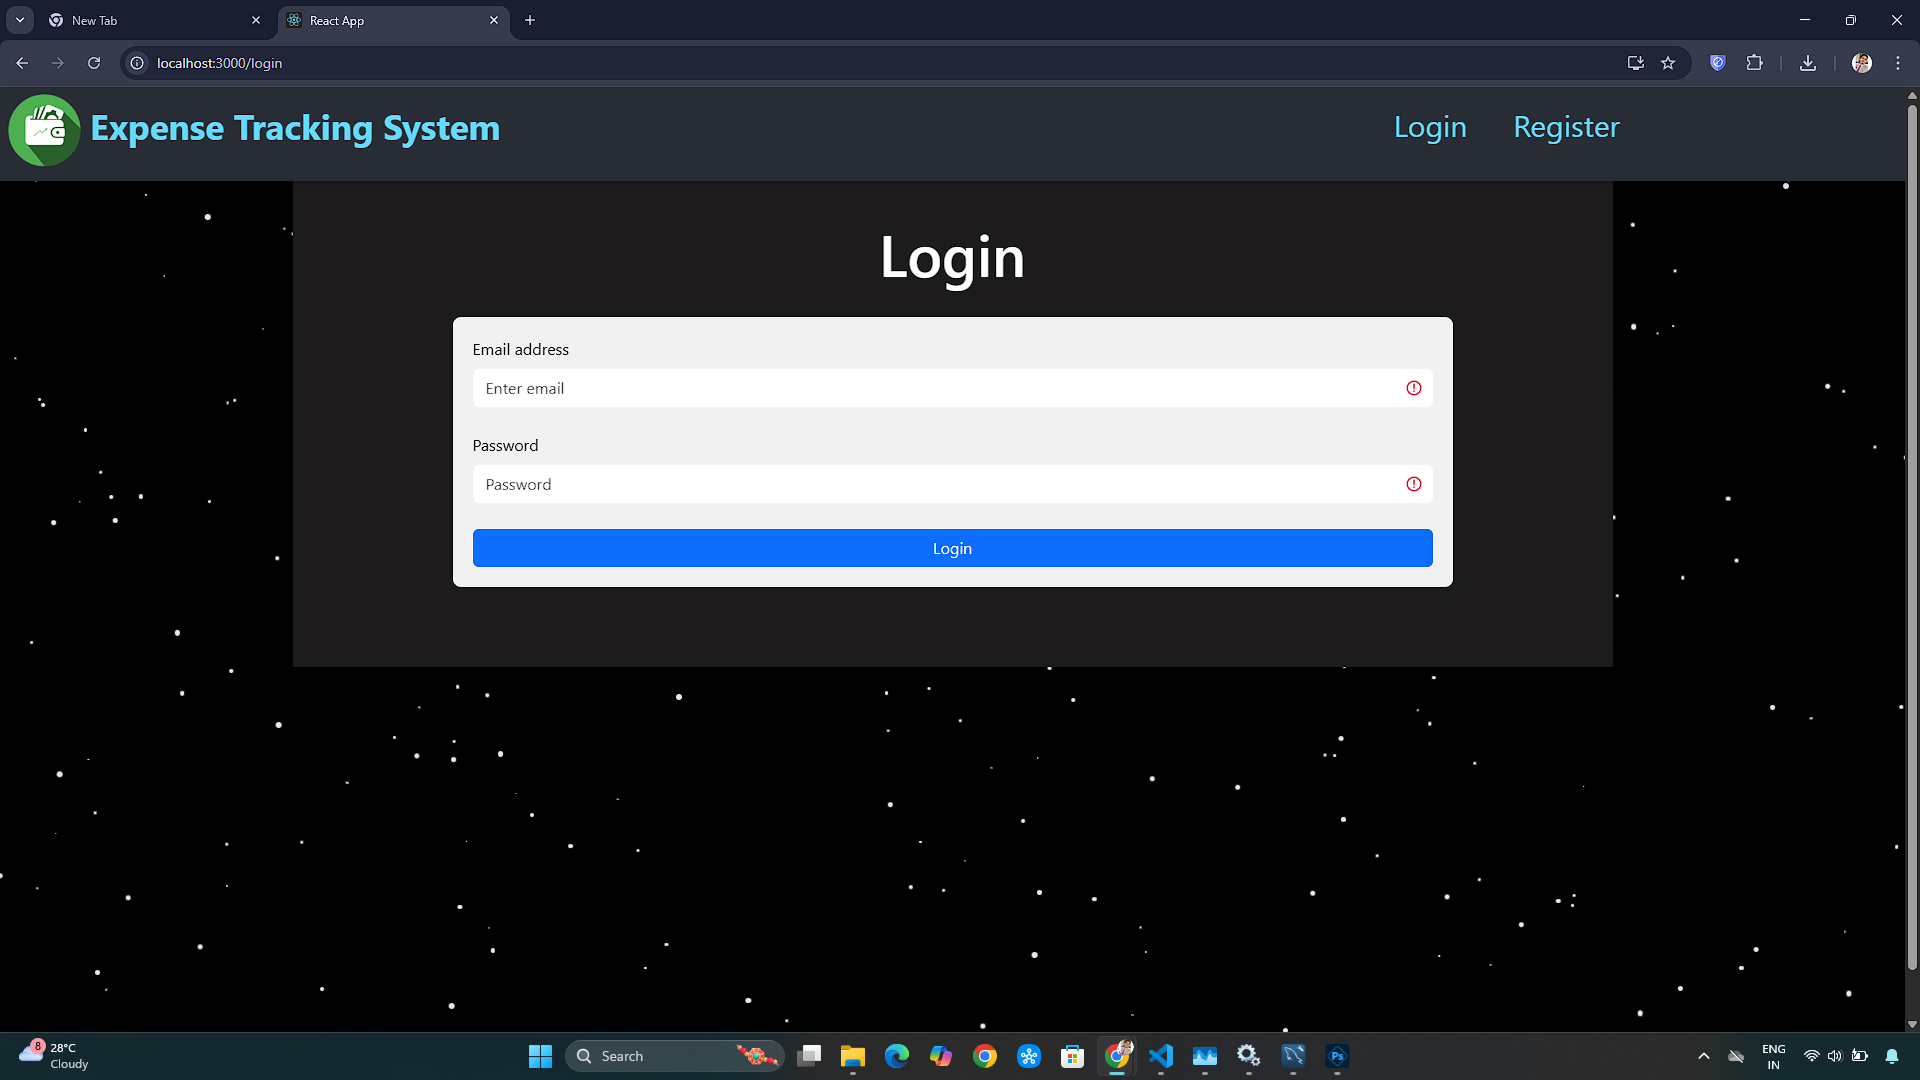 New Tab
React App
localhost:3000/login
Expense Tracking System
Login
Register
Login
Email address
Enter email
Password
Password
Login
8
28°C
Cloudy
Search
Ps
ENG
IN